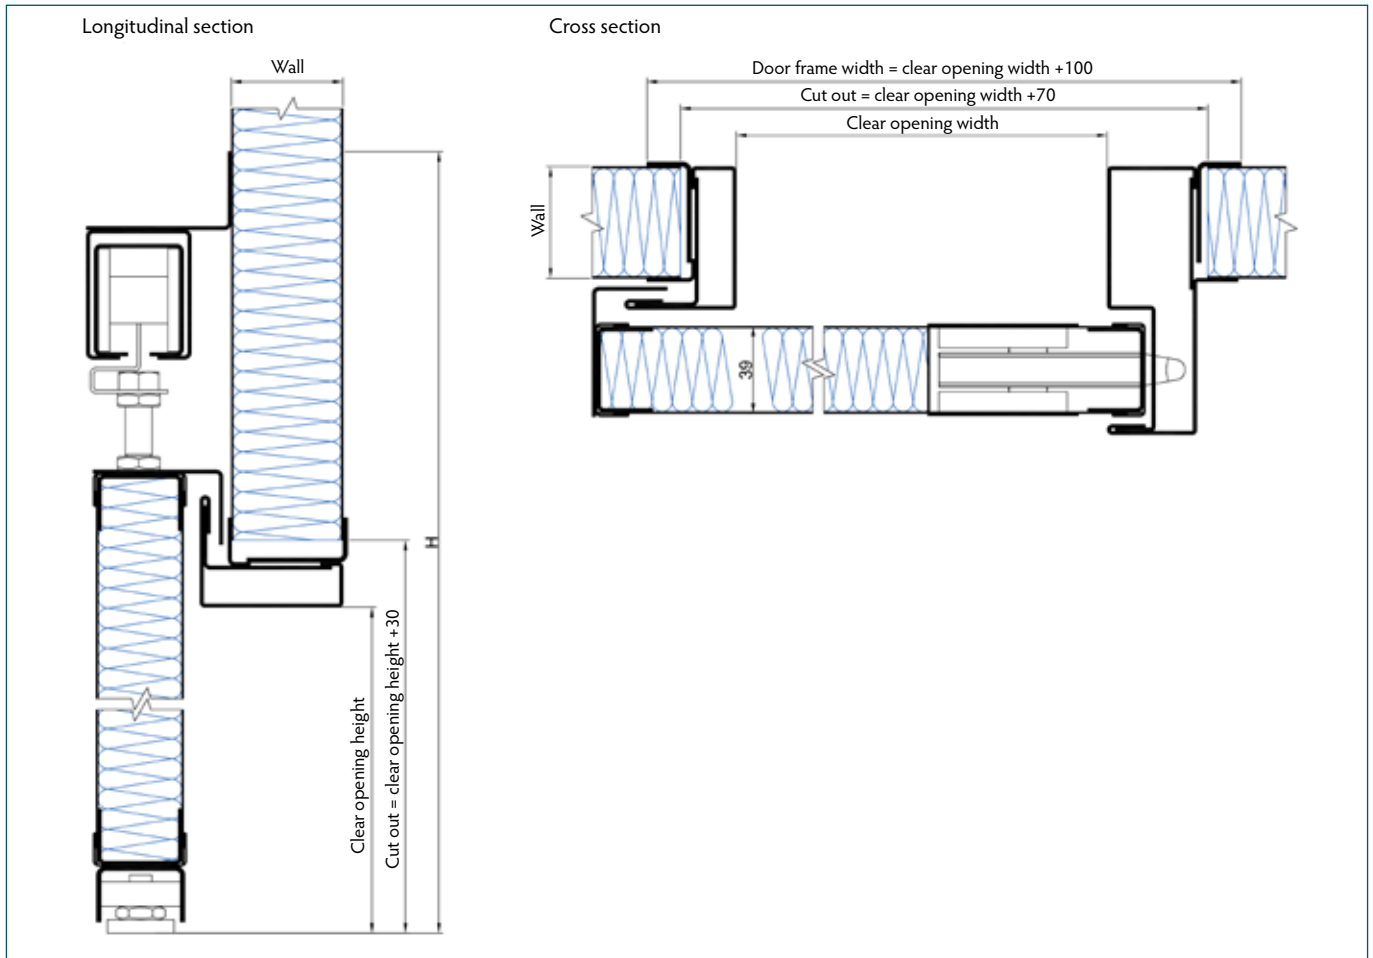 Longitudinal section
Cross section
Wall
Door frame width = clear opening width +100
Cut out = clear opening width +70
Clear opening width
Wall
39
H
Clear opening height
Cut out = clear opening height +30